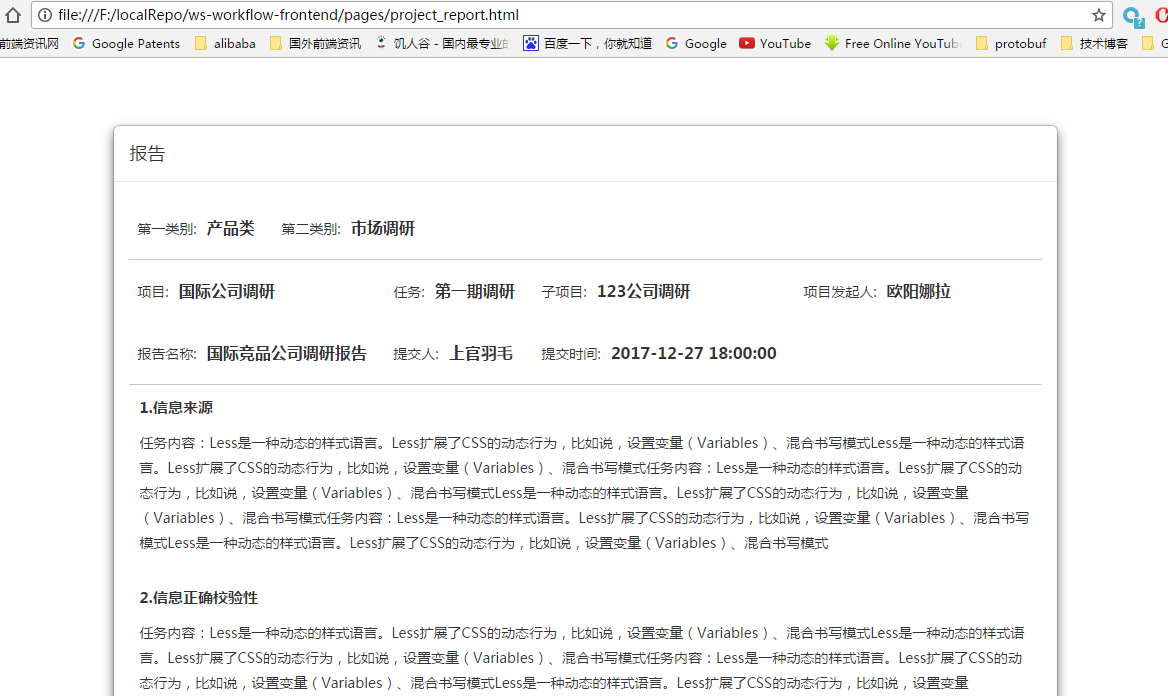 file:///F:/localRepo/ws-workflow-frontend/pages/project_report.html
前端资讯网 Google Patents alibaba 国外前端资讯 饥人谷 - 国内最专业的 百度一下，你就知道 Google YouTube Free Online YouTub protobuf 技术博客 G
报告
第一类别: 产品类 第二类别: 市场调研
项目: 国际公司调研 任务: 第一期调研 子项目: 123公司调研 项目发起人: 欧阳娜拉
报告名称: 国际竞品公司调研报告 提交人: 上官羽毛 提交时间: 2017-12-27 18:00:00
1.信息来源
任务内容：Less是一种动态的样式语言。Less扩展了CSS的动态行为，比如说，设置变量（Variables）、混合书写模式Less是一种动态的样式语
言。Less扩展了CSS的动态行为，比如说，设置变量（Variables）、混合书写模式任务内容：Less是一种动态的样式语言。Less扩展了CSS的动
态行为，比如说，设置变量（Variables）、混合书写模式Less是一种动态的样式语言。Less扩展了CSS的动态行为，比如说，设置变量
（Variables）、混合书写模式任务内容：Less是一种动态的样式语言。Less扩展了CSS的动态行为，比如说，设置变量（Variables）、混合书写
模式Less是一种动态的样式语言。Less扩展了CSS的动态行为，比如说，设置变量（Variables）、混合书写模式
2.信息正确校验性
任务内容：Less是一种动态的样式语言。Less扩展了CSS的动态行为，比如说，设置变量（Variables）、混合书写模式Less是一种动态的样式语
言。Less扩展了CSS的动态行为，比如说，设置变量（Variables）、混合书写模式任务内容：Less是一种动态的样式语言。Less扩展了CSS的动
态行为，比如说，设置变量（Variables）、混合书写模式Less是一种动态的样式语言。Less扩展了CSS的动态行为，比如说，设置变量